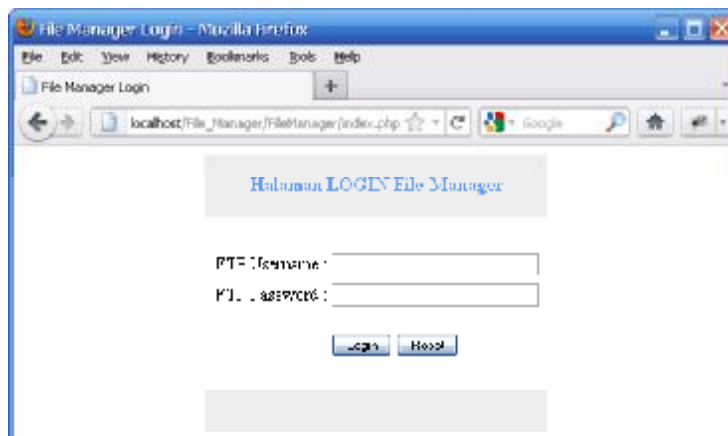 File Manager Login - Mozilla Firefox
File Edit View History Bookmarks Tools Help
File Manager Login +
localhost/File_Manager/FileManager/index.php Google
Halaman LOGIN File Manager
FTP Username :
FTP Password :
Login Reset